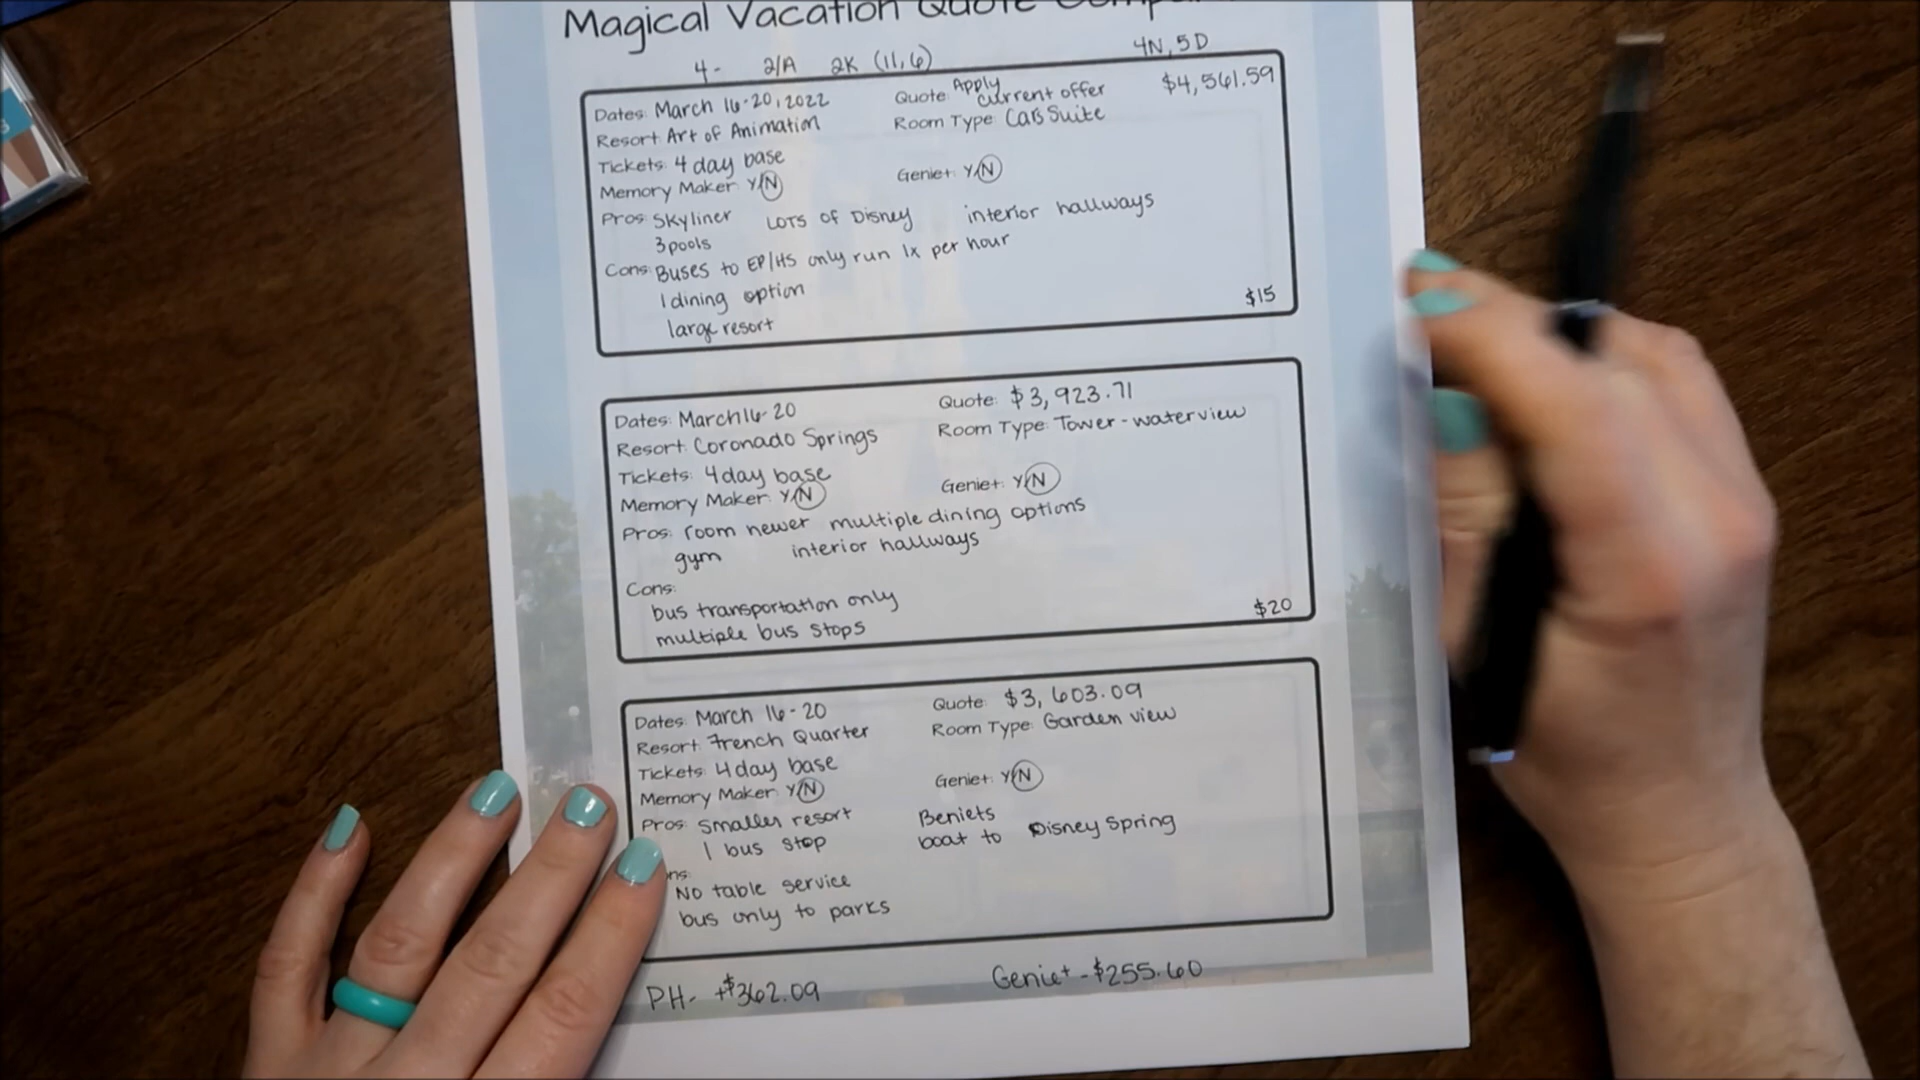 Magical Vacation Quote
4- 2/A 2K (11,6) 4N, 5D
Dates: March 16-20, 2022 Quote: Apply current offer $4,561.59
Resort: Art of Animation Room Type: Cars Suite
Tickets: 4 day base
Memory Maker: Y/N Genie+: Y/N
Pros: Skyliner LOTS of Disney interior hallways
3 pools
Cons: Buses to EP/HS only run 1x per hour
1 dining option
large resort $15
Dates: March 16-20 Quote: $3,923.71
Resort: Coronado Springs Room Type: Tower - water view
Tickets: 4 day base
Memory Maker: Y/N Genie+: Y/N
Pros: room newer multiple dining options
gym interior hallways
Cons:
bus transportation only
multiple bus stops $20
Dates: March 16-20 Quote: $3,603.09
Resort: French Quarter Room Type: Garden view
Tickets: 4 day base
Memory Maker: Y/N Genie+: Y/N
Pros: Smaller resort Beniets
1 bus stop boat to Disney Spring
ns:
No table service
bus only to parks
PH- +$362.09 Genie+ - $255.60